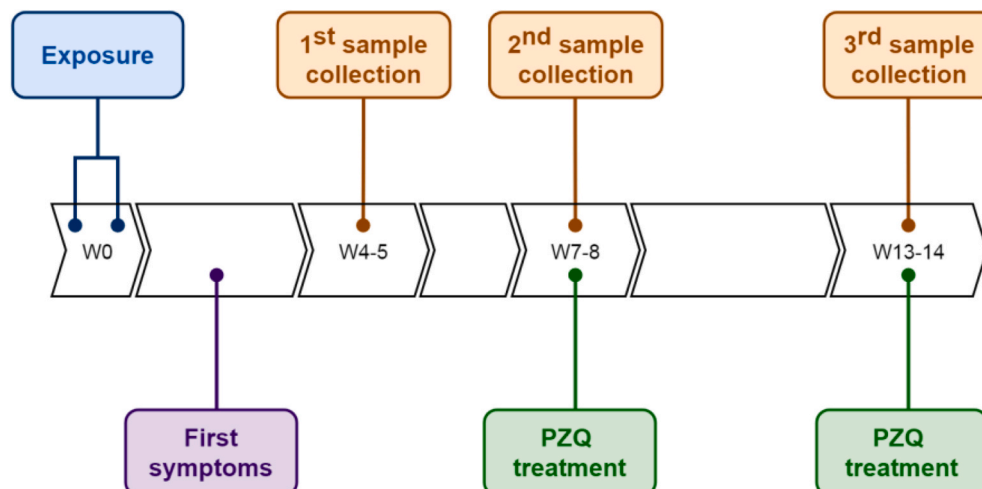 Exposure
1st sample
collection
2nd sample
collection
3rd sample
collection
W0
W4-5
W7-8
W13-14
First
symptoms
PZQ
treatment
PZQ
treatment